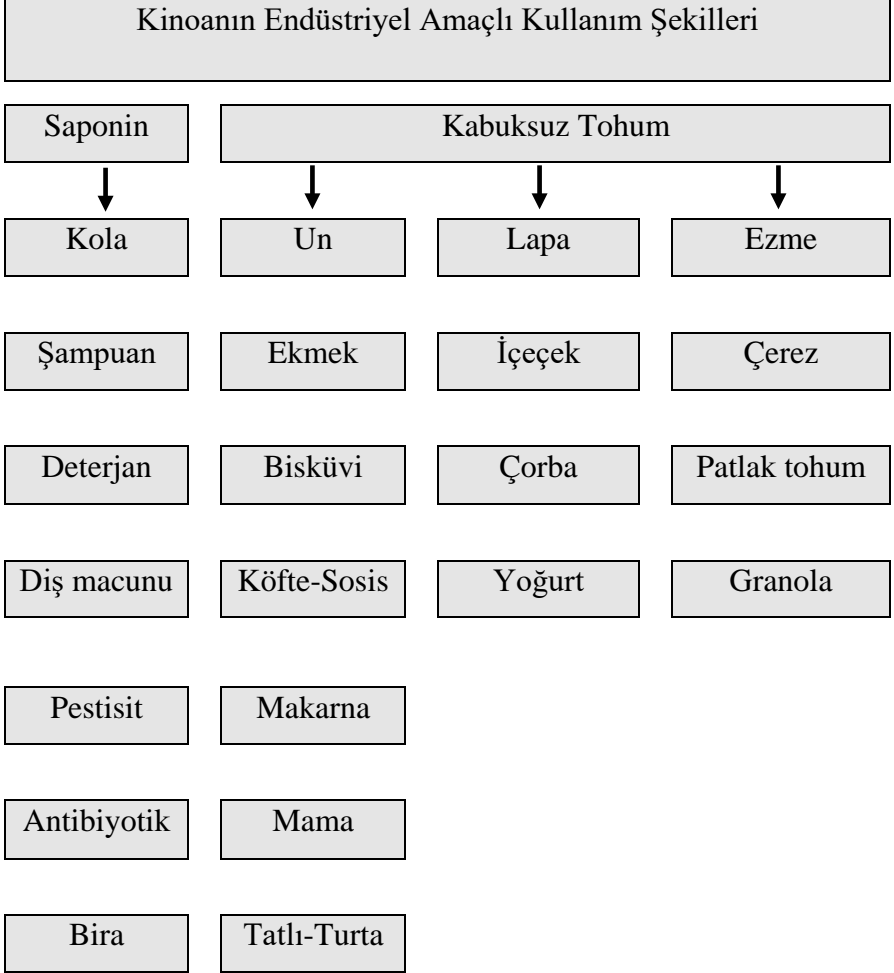 Kinoanın Endüstriyel Amaçlı Kullanım Şekilleri
Saponin
Kabuksuz Tohum
Kola
Un
Lapa
Ezme
Şampuan
Ekmek
İçeçek
Çerez
Deterjan
Bisküvi
Çorba
Patlak tohum
Diş macunu
Köfte-Sosis
Yoğurt
Granola
Pestisit
Makarna
Antibiyotik
Mama
Bira
Tatlı-Turta